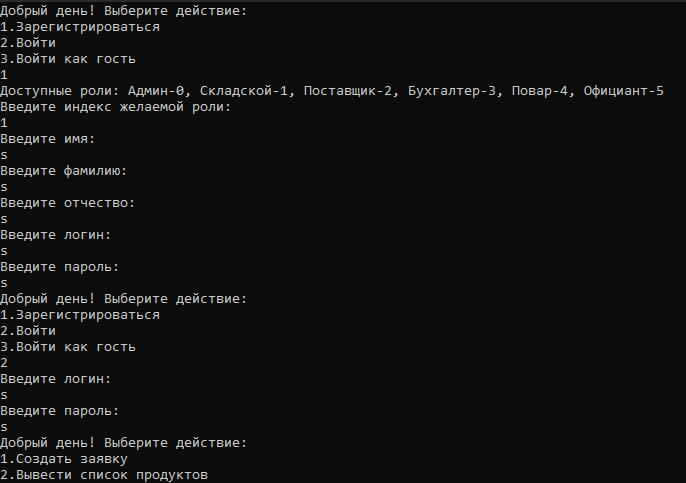 Добрый день! Выберите действие:
1.Зарегистрироваться
2.Войти
3.Войти как гость
1
Доступные роли: Админ-0, Складской-1, Поставщик-2, Бухгалтер-3, Повар-4, Официант-5
Введите индекс желаемой роли:
1
Введите имя:
s
Введите фамилию:
s
Введите отчество:
s
Введите логин:
s
Введите пароль:
s
Добрый день! Выберите действие:
1.Зарегистрироваться
2.Войти
3.Войти как гость
2
Введите логин:
s
Введите пароль:
s
Добрый день! Выберите действие:
1.Создать заявку
2.Вывести список продуктов